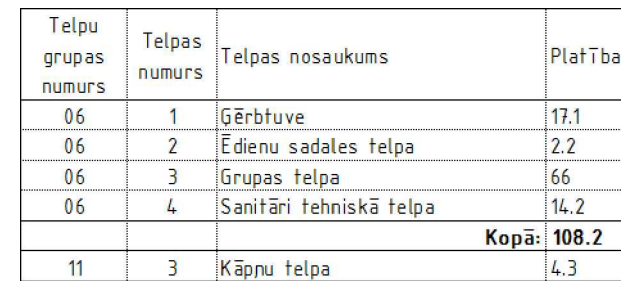 Telpu grupas numurs Telpas numurs Telpas nosaukums Platība
06 1 Ģērbtuve 17.1
06 2 Ēdienu sadales telpa 2.2
06 3 Grupas telpa 66
06 4 Sanitāri tehniskā telpa 14.2
Kopā: 108.2
11 3 Kāpņu telpa 4.3